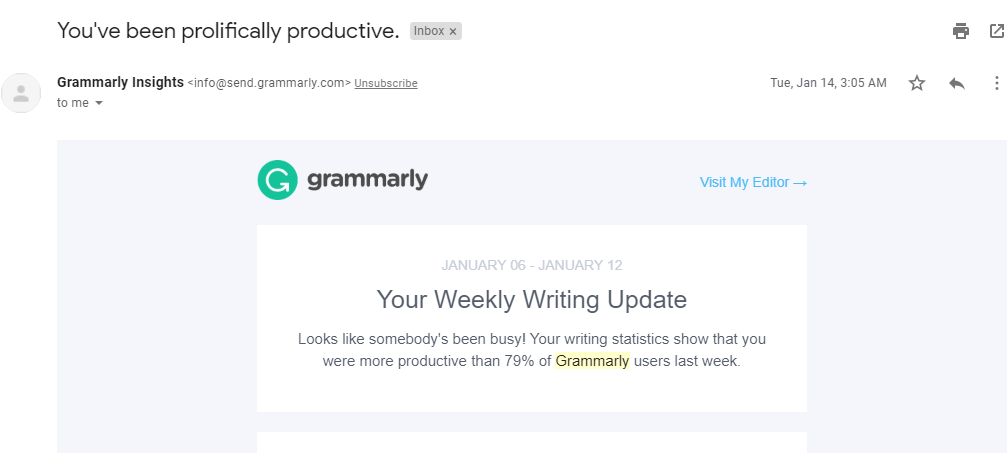 You've been prolifically productive. Inbox x
Grammarly Insights <info@send.grammarly.com> Unsubscribe Tue, Jan 14, 3:05 AM
to me
grammarly
Visit My Editor →
JANUARY 06 - JANUARY 12
Your Weekly Writing Update
Looks like somebody's been busy! Your writing statistics show that you
were more productive than 79% of Grammarly users last week.